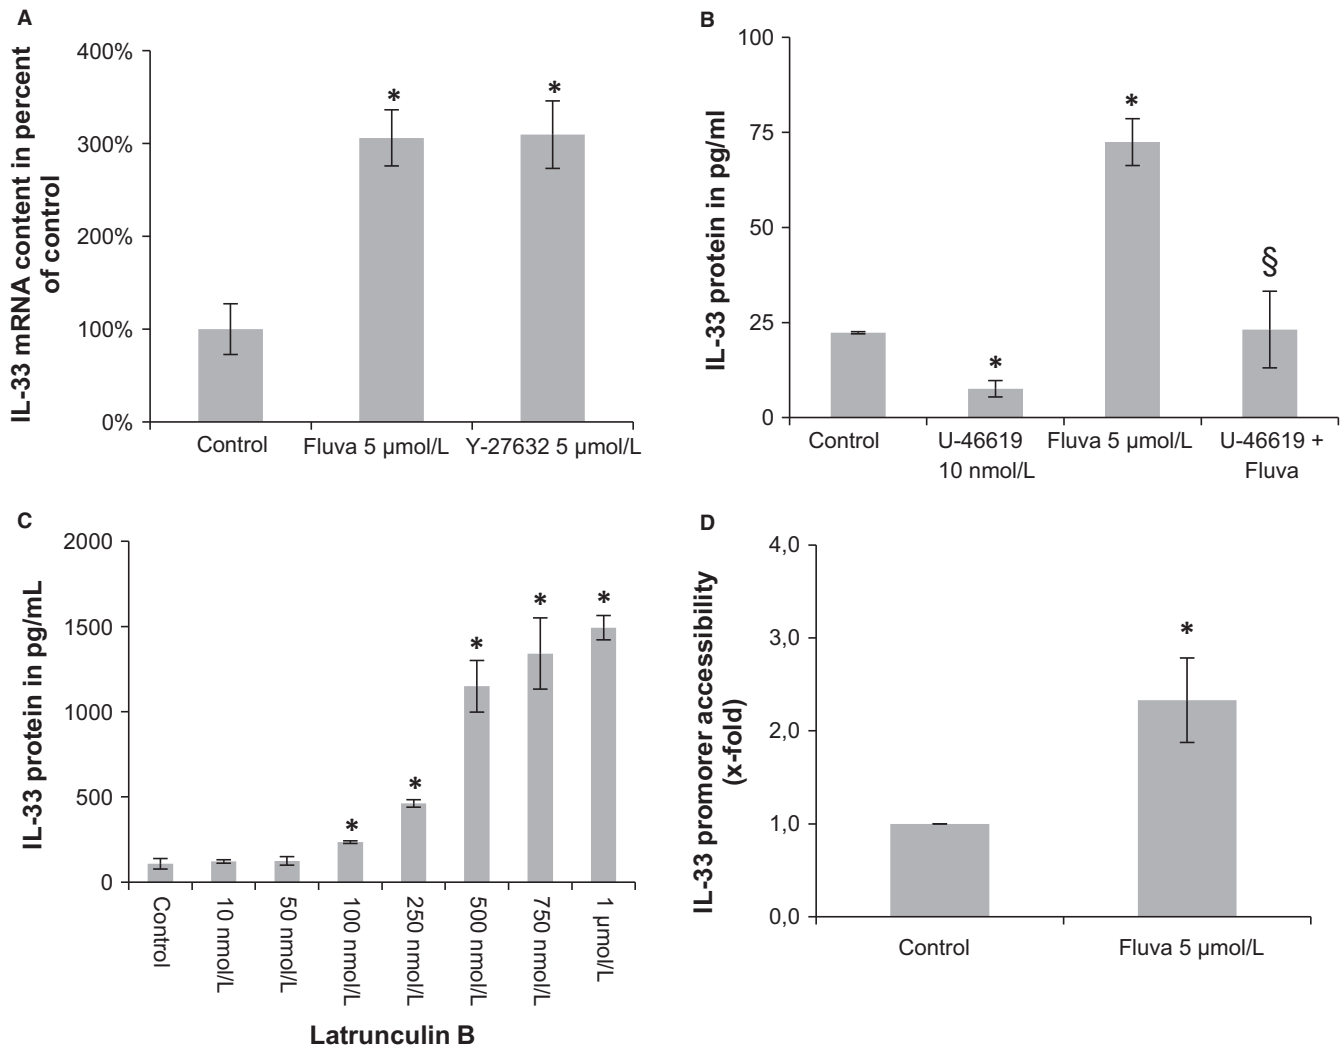 A
IL-33 mRNA content in percent
of control
400%
300%
200%
100%
0%
*
*
Control
Fluva 5 µmol/L
Y-27632 5 µmol/L
B
IL-33 protein in pg/ml
100
75
50
25
0
*
*
§
Control
U-46619
10 nmol/L
Fluva 5 µmol/L
U-46619 +
Fluva
C
IL-33 protein in pg/mL
2000
1500
1000
500
0
*
*
*
*
*
Control
10 nmol/L
50 nmol/L
100 nmol/L
250 nmol/L
500 nmol/L
750 nmol/L
1 µmol/L
Latrunculin B
D
IL-33 promorer accessibility
(x-fold)
4,0
3,0
2,0
1,0
0,0
*
Control
Fluva 5 µmol/L